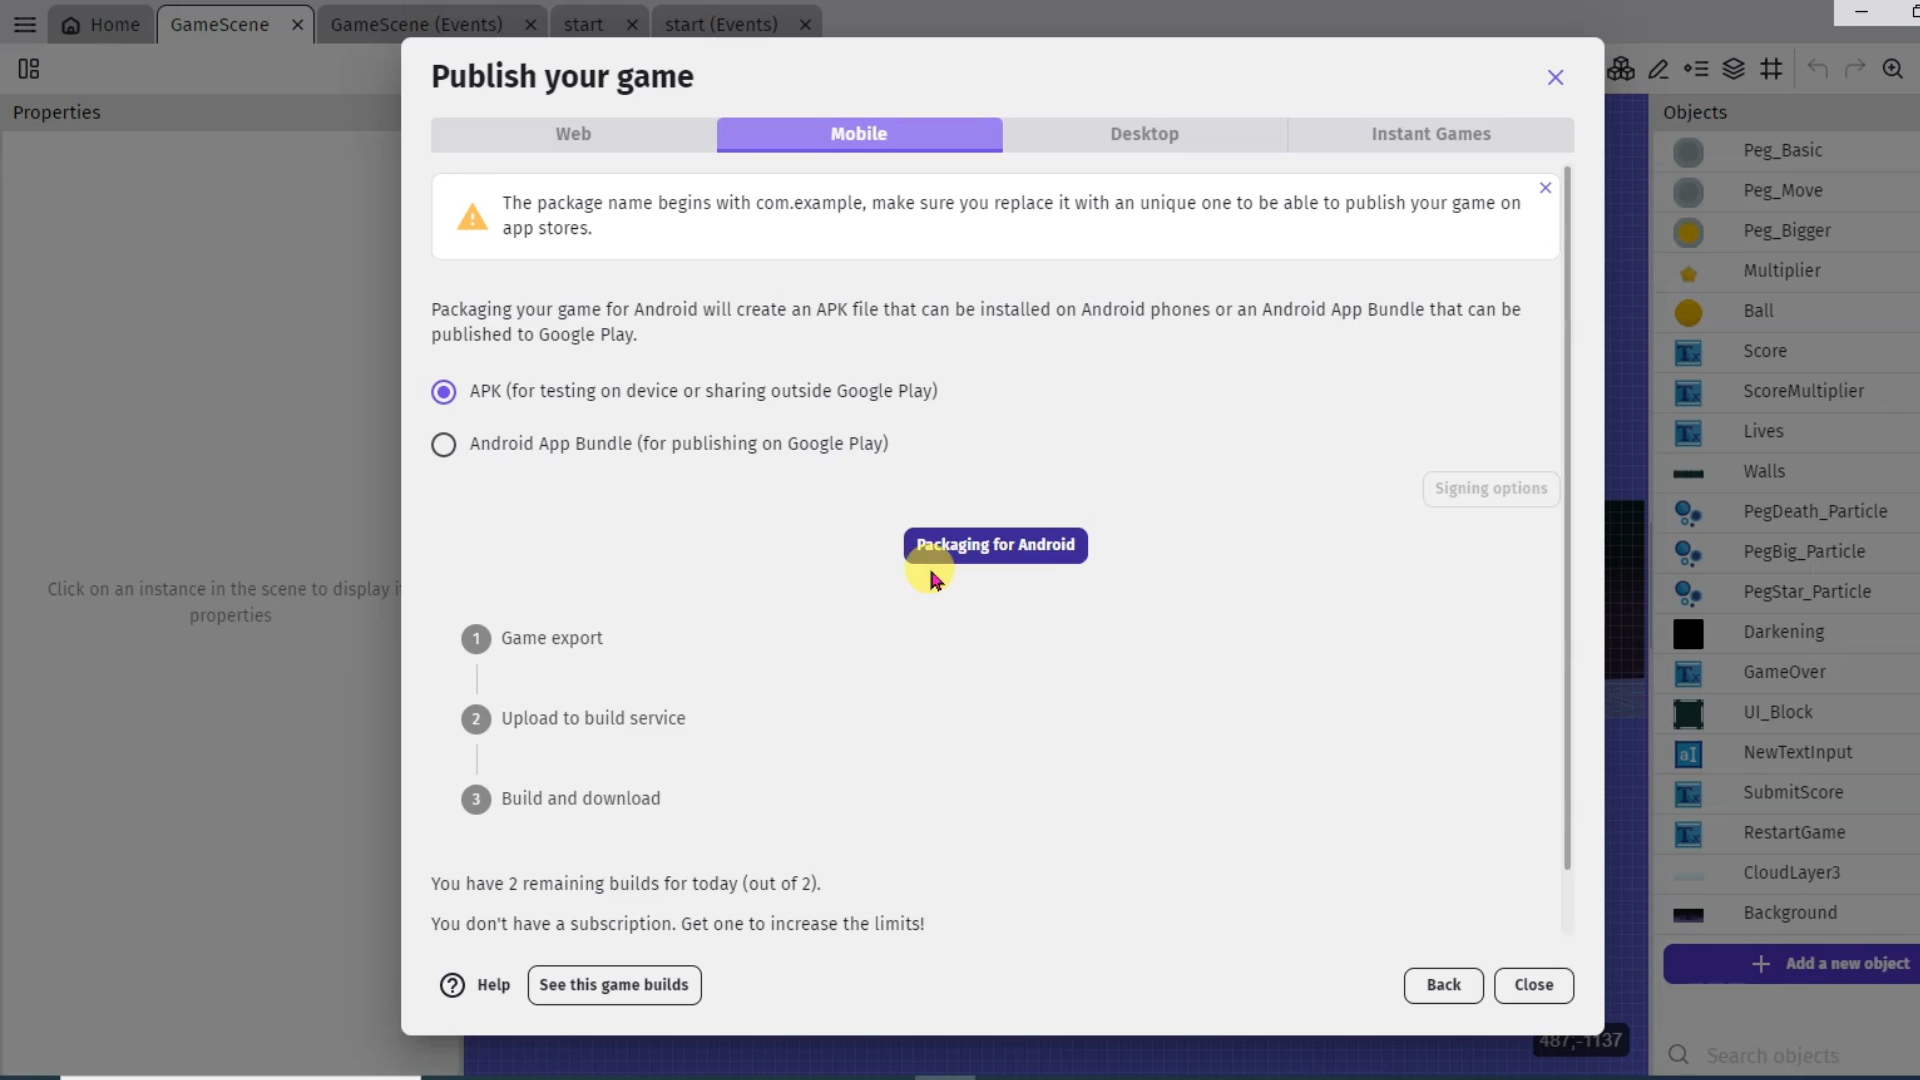 Home
GameScene
GameScene (Events)
start
start (Events)
Properties
Click on an instance in the scene to display i
properties
Publish your game
Web
Mobile
Desktop
Instant Games
The package name begins with com.example, make sure you replace it with an unique one to be able to publish your game on
app stores.
Packaging your game for Android will create an APK file that can be installed on Android phones or an Android App Bundle that can be
published to Google Play.
APK (for testing on device or sharing outside Google Play)
Android App Bundle (for publishing on Google Play)
Signing options
Packaging for Android
1 Game export
2 Upload to build service
3 Build and download
You have 2 remaining builds for today (out of 2).
You don't have a subscription. Get one to increase the limits!
Help
See this game builds
Back
Close
487;-1137
Objects
Peg_Basic
Peg_Move
Peg_Bigger
Multiplier
Ball
Score
ScoreMultiplier
Lives
Walls
PegDeath_Particle
PegBig_Particle
PegStar_Particle
Darkening
GameOver
UI_Block
NewTextInput
SubmitScore
RestartGame
CloudLayer3
Background
Add a new object
Search objects